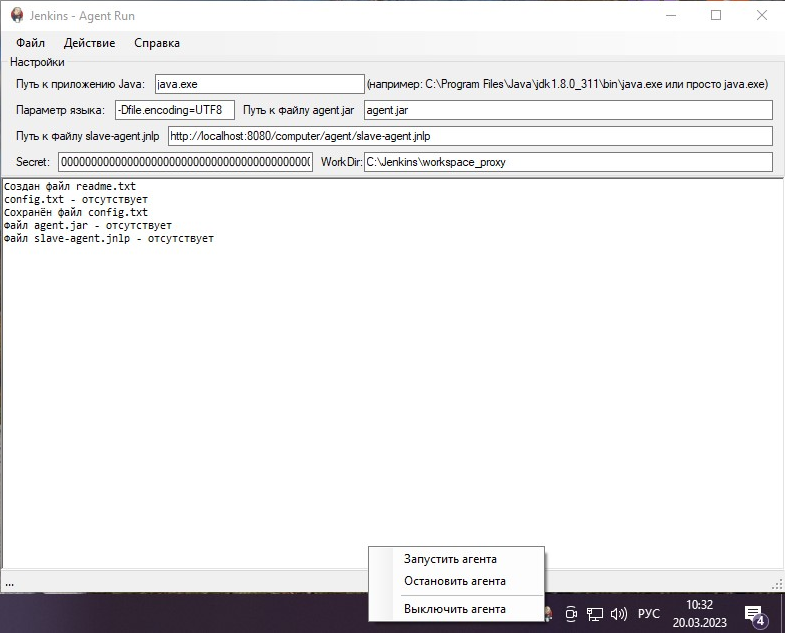 Jenkins - Agent Run
Файл Действие Справка
Настройки
Путь к приложению Java: java.exe (например: C:\Program Files\Java\jdk1.8.0_311\bin\java.exe или просто java.exe)
Параметр языка: -Dfile.encoding=UTF8 Путь к файлу agent.jar agent.jar
Путь к файлу slave-agent.jnlp http://localhost:8080/computer/agent/slave-agent.jnlp
Secret: 000000000000000000000000000000000000000000000000 WorkDir: C:\Jenkins\workspace_proxy
Создан файл readme.txt
config.txt - отсутствует
Сохранён файл config.txt
Файл agent.jar - отсутствует
Файл slave-agent.jnlp - отсутствует
Запустить агента
Остановить агента
Выключить агента
...
РУС
10:32
20.03.2023
4